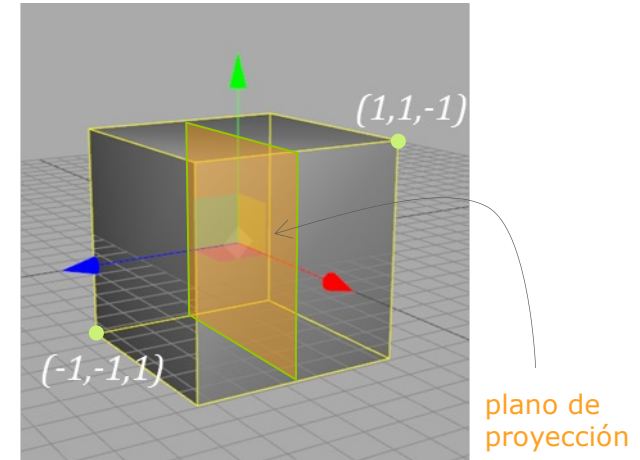 (1,1,-1)
(-1,-1,1)
plano de
proyección